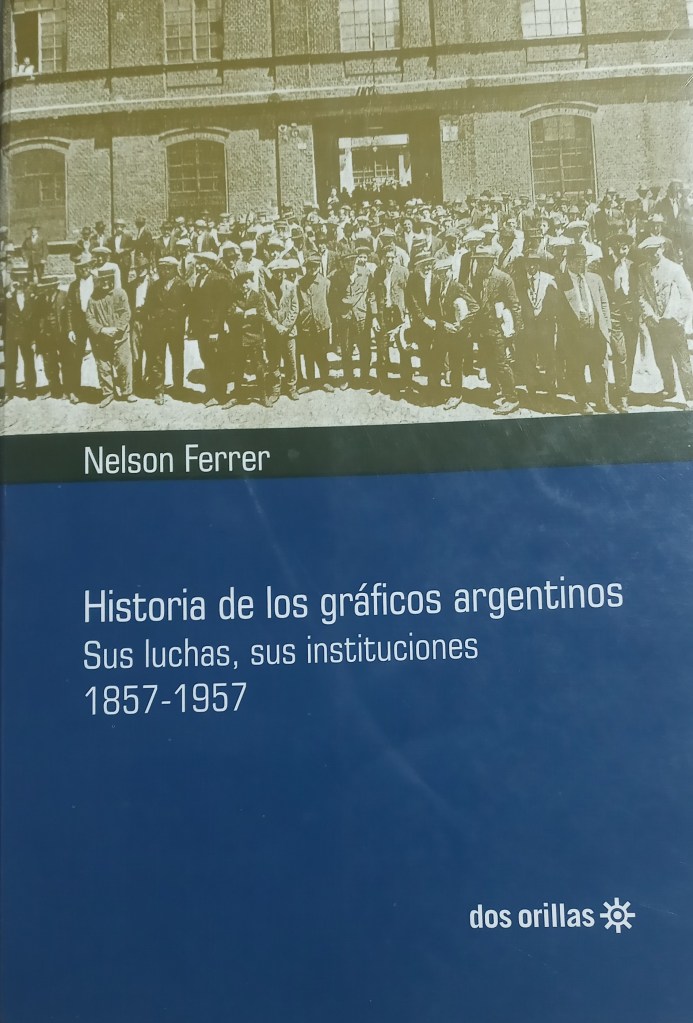 Nelson Ferrer
Historia de los gráficos argentinos
Sus luchas, sus instituciones
1857-1957
dos orillas